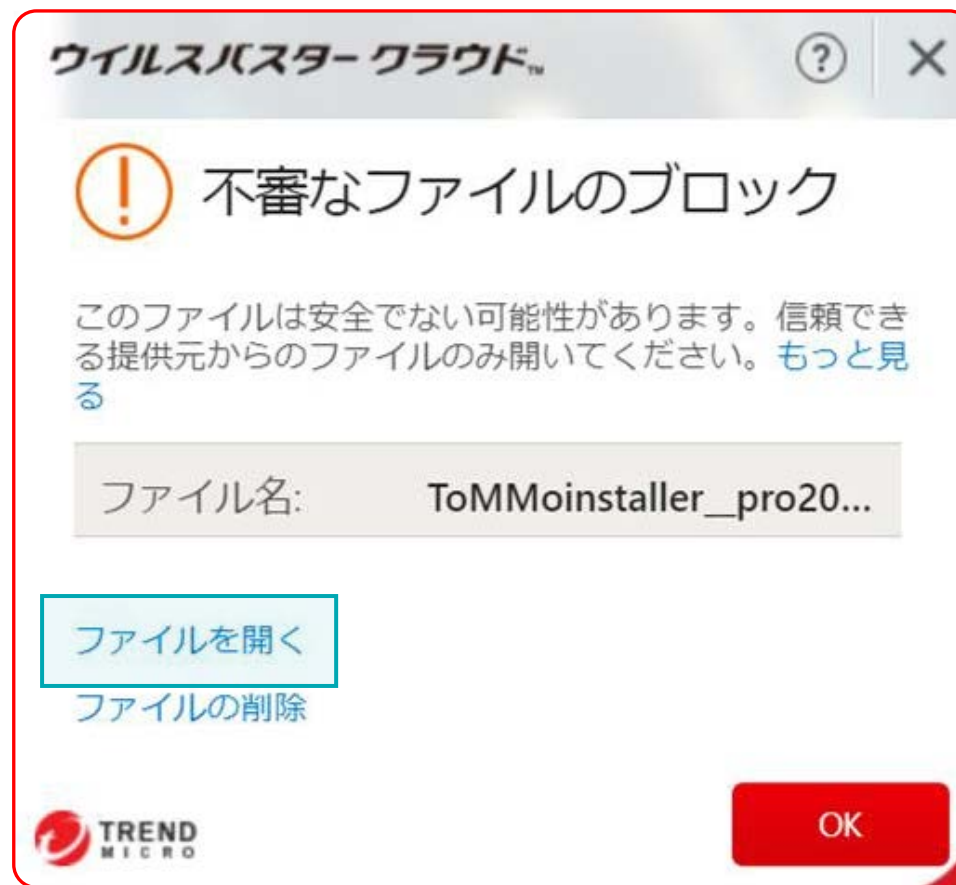 ウイルスバスター クラウド™
?
不審なファイルのブロック
このファイルは安全でない可能性があります。信頼でき
る提供元からのファイルのみ開いてください。もっと見
る
ファイル名: ToMMoinstaller__pro20...
ファイルを開く
ファイルの削除
TREND
MICRO
OK